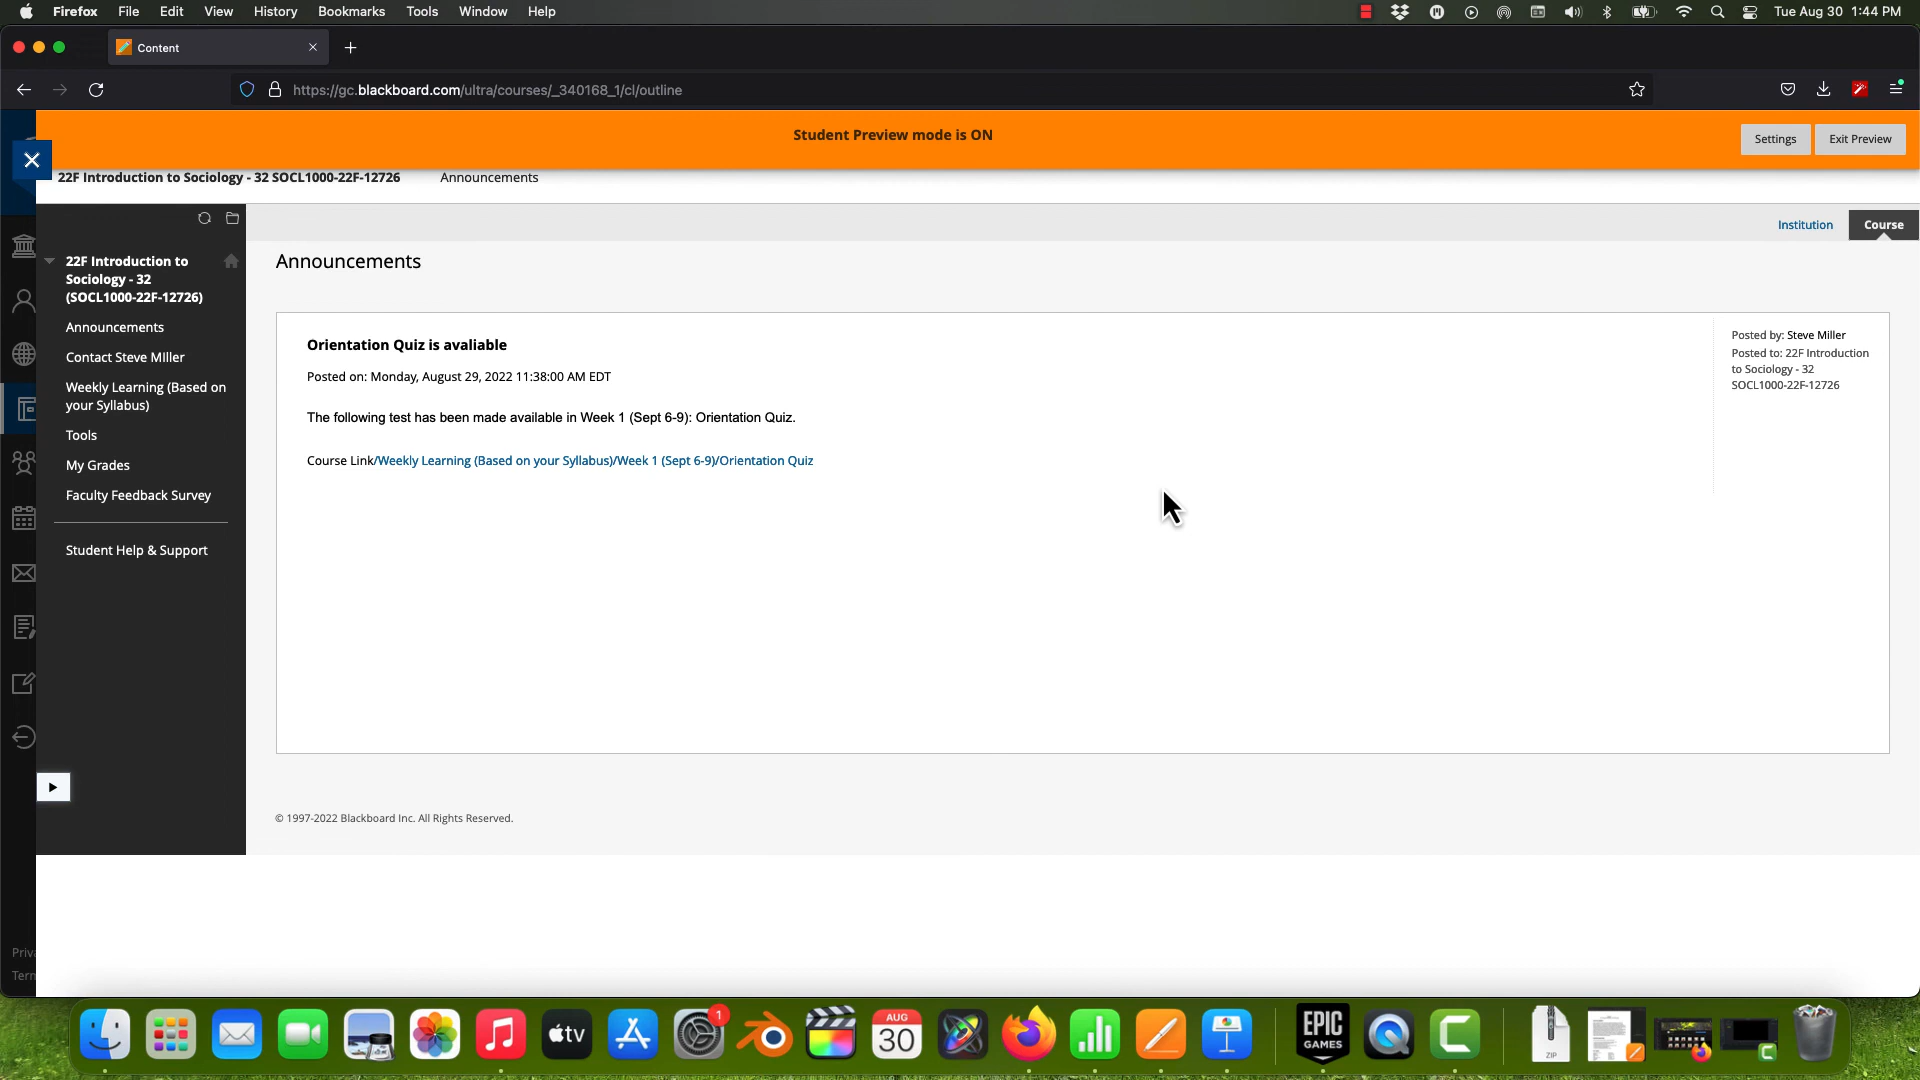 Firefox File Edit View History Bookmarks Tools Window Help Tue Aug 30 1:44 PM
Content
https://gc.blackboard.com/ultra/courses/_340168_1/cl/outline
Student Preview mode is ON
Settings Exit Preview
22F Introduction to Sociology - 32 SOCL1000-22F-12726 Announcements
Institution Course
22F Introduction to
Sociology - 32
(SOCL1000-22F-12726)
Announcements
Contact Steve MIller
Weekly Learning (Based on
your Syllabus)
Tools
My Grades
Faculty Feedback Survey
Student Help & Support
Announcements
Orientation Quiz is avaliable
Posted on: Monday, August 29, 2022 11:38:00 AM EDT
The following test has been made available in Week 1 (Sept 6-9): Orientation Quiz.
Course Link/Weekly Learning (Based on your Syllabus)/Week 1 (Sept 6-9)/Orientation Quiz
Posted by: Steve Miller
Posted to: 22F Introduction
to Sociology - 32
SOCL1000-22F-12726
© 1997-2022 Blackboard Inc. All Rights Reserved.
Priva
Term
1
tv
AUG
30
EPIC
GAMES
ZIP